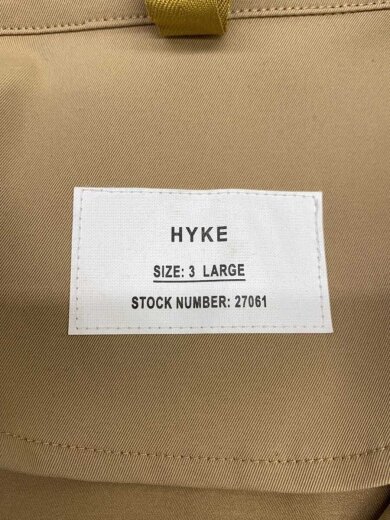 HYKE
SIZE: 3 LARGE
STOCK NUMBER: 27061